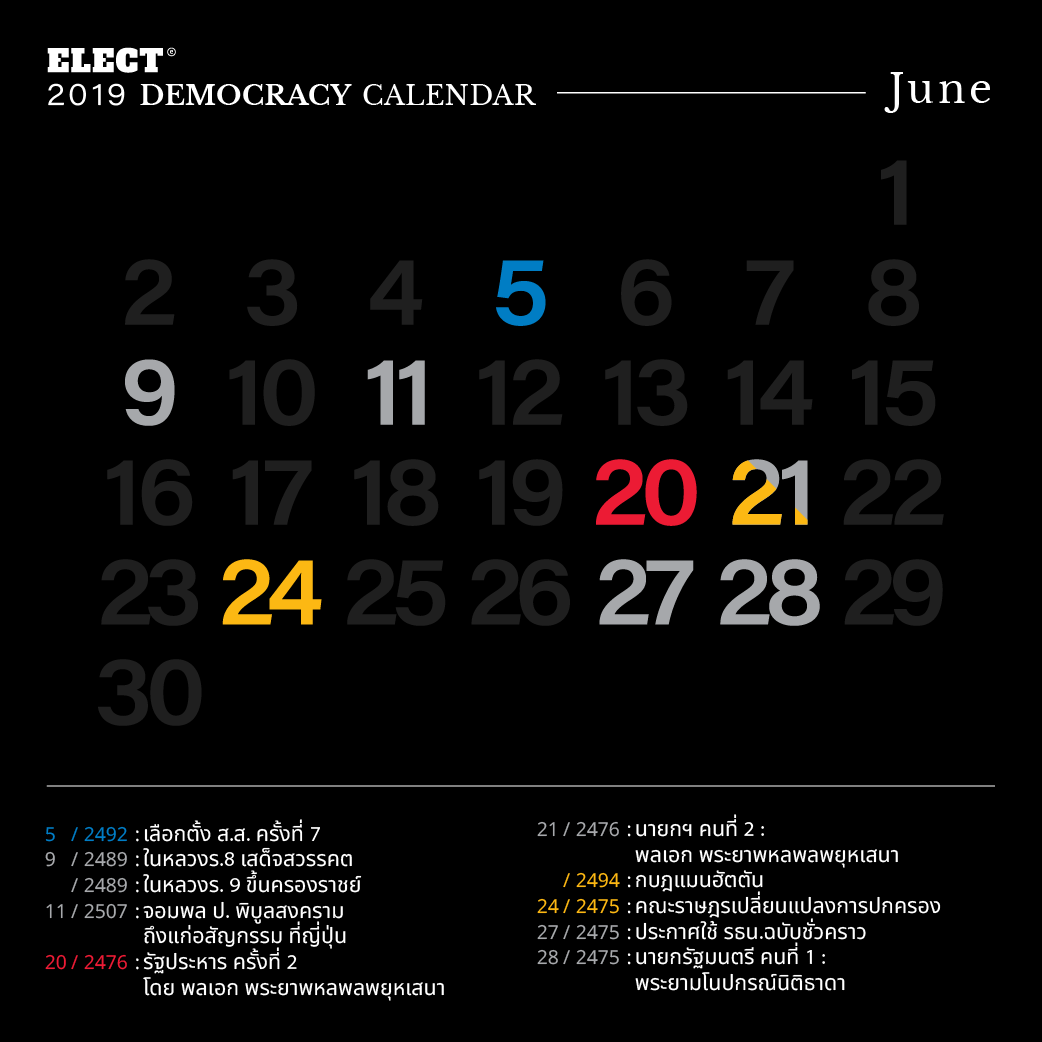 ELECT ©
2019 DEMOCRACY CALENDAR
June
1
2 3 4 5 6 7 8
9 10 11 12 13 14 15
16 17 18 19 20 21 22
23 24 25 26 27 28 29
30
5 / 2492 : เลือกตั้ง ส.ส. ครั้งที่ 7
9 / 2489 : ในหลวงร.8 เสด็จสวรรคต
/ 2489 : ในหลวงร. 9 ขึ้นครองราชย์
11 / 2507 : จอมพล ป. พิบูลสงคราม
ถึงแก่อสัญกรรม ที่ญี่ปุ่น
20 / 2476 : รัฐประหาร ครั้งที่ 2
โดย พลเอก พระยาพหลพลพยุหเสนา
21 / 2476 : นายกฯ คนที่ 2 :
พลเอก พระยาพหลพลพยุหเสนา
/ 2494 : กบฎแมนฮัตตัน
24 / 2475 : คณะราษฎรเปลี่ยนแปลงการปกครอง
27 / 2475 : ประกาศใช้ รธน.ฉบับชั่วคราว
28 / 2475 : นายกรัฐมนตรี คนที่ 1 :
พระยามโนปกรณ์นิติธาดา